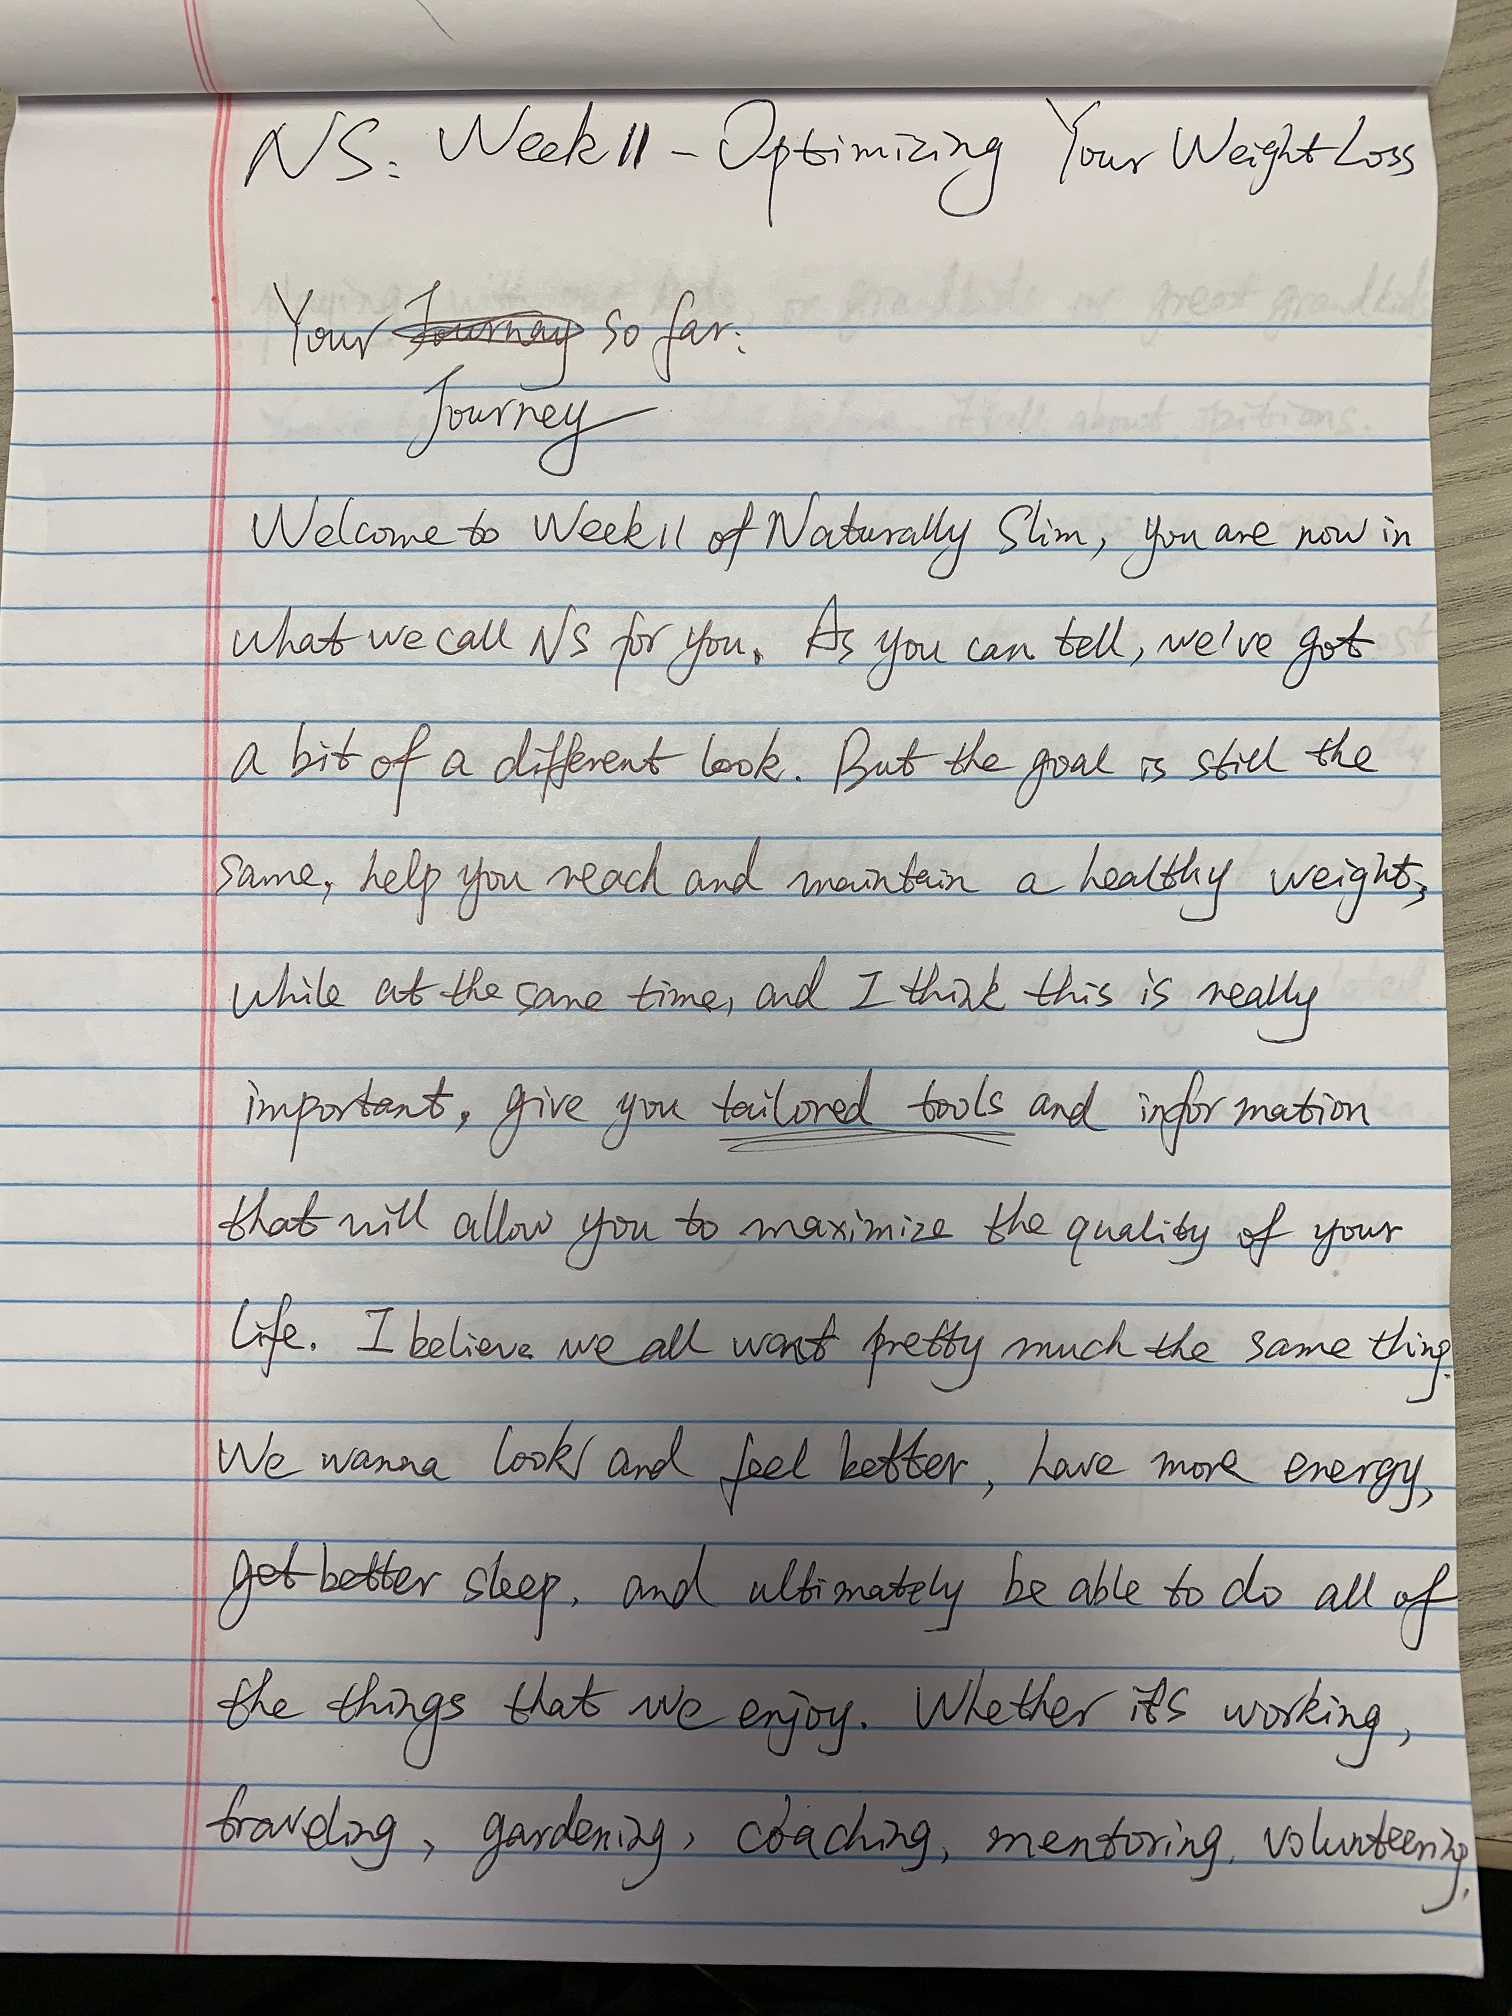 NS: Week 11 - Optimizing Your Weight Loss
Your Journay so far:
Journey
Welcome to Week 11 of Naturally Slim, you are now in
what we call NS for you. As you can tell, we've got
a bit of a different look. But the goal is still the
same, help you reach and maintain a healthy weight,
while at the same time, and I think this is really
important, give you tailored tools and information
that will allow you to maximize the quality of your
life. I believe we all want pretty much the same thing.
We wanna look and feel better, have more energy,
get better sleep, and ultimately be able to do all of
the things that we enjoy. Whether it's working,
traveling, gardening, coaching, mentoring, volunteering,